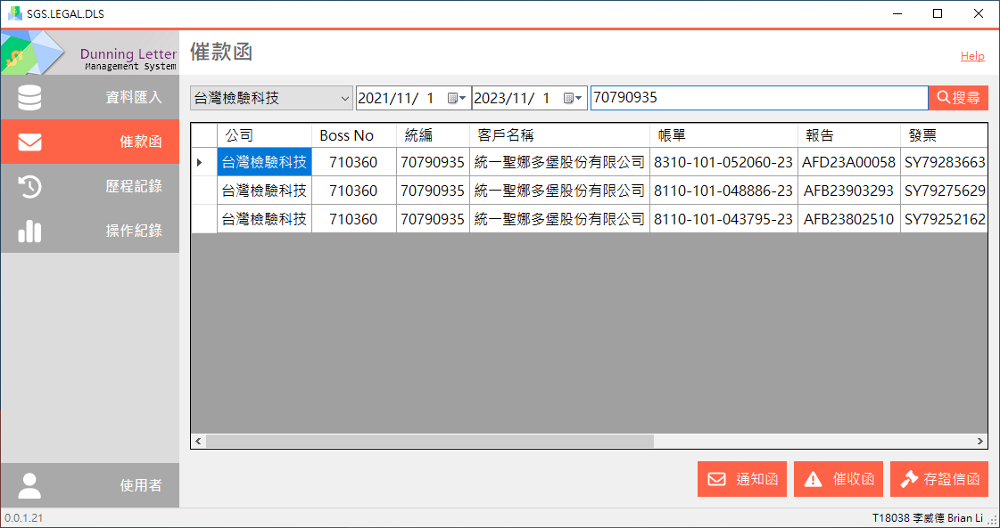 SGS.LEGAL.DLS
Dunning Letter
Management System
催款函
Help
資料匯入
催款函
歷程記錄
操作紀錄
使用者
台灣檢驗科技 2021/11/ 1 2023/11/ 1 70790935 搜尋
公司 Boss No 統編 客戶名稱 帳單 報告 發票
台灣檢驗科技 710360 70790935 統一聖娜多堡股份有限公司 8310-101-052060-23 AFD23A00058 SY79283663
台灣檢驗科技 710360 70790935 統一聖娜多堡股份有限公司 8110-101-048886-23 AFB23903293 SY79275629
台灣檢驗科技 710360 70790935 統一聖娜多堡股份有限公司 8110-101-043795-23 AFB23802510 SY79252162
通知函 催收函 存證信函
0.0.1.21
T18038 李威德 Brian Li